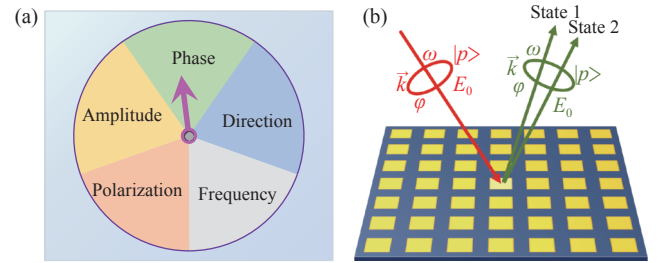 (a)
Phase
Amplitude
Direction
Polarization
Frequency
(b)
State 1
State 2
ω
|p>
k⃗
φ
E₀
ω
|p>
k⃗
φ
E₀